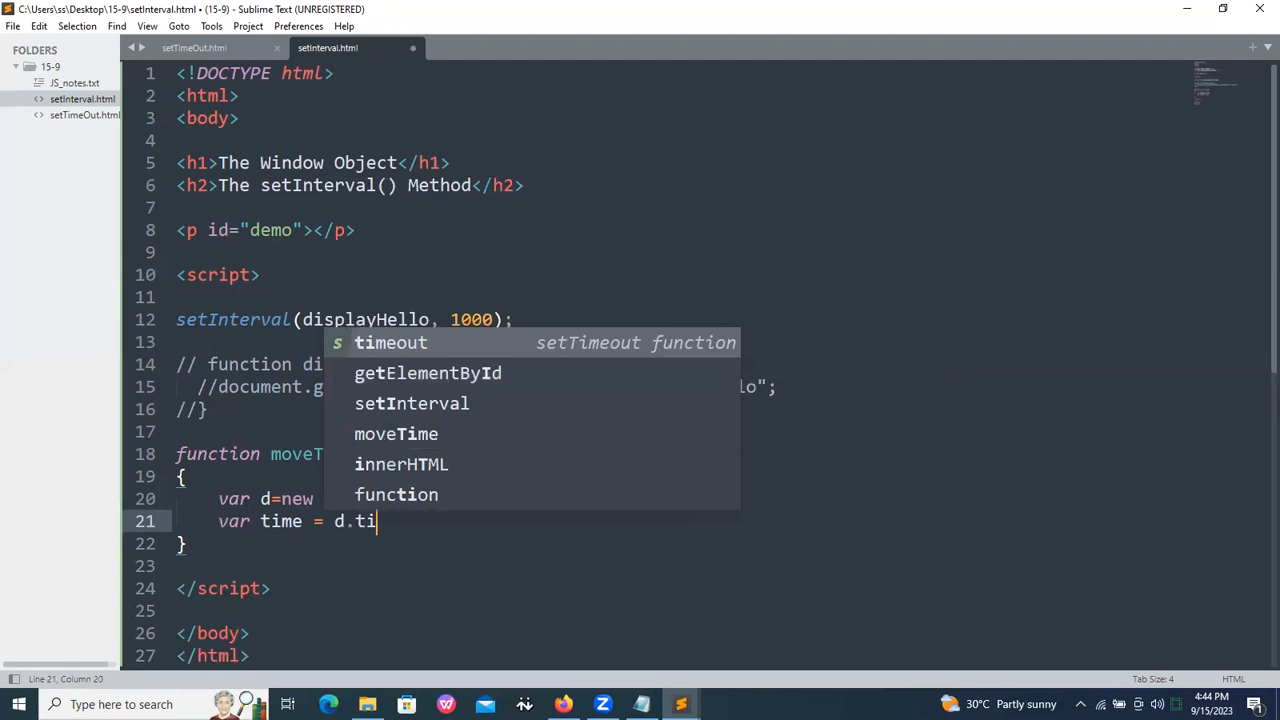 C:\Users\ss\Desktop\15-9\setInterval.html • (15-9) - Sublime Text (UNREGISTERED)
File Edit Selection Find View Goto Tools Project Preferences Help
FOLDERS
15-9
JS_notes.txt
setInterval.html
setTimeOut.html
setTimeOut.html
setInterval.html
1 <!DOCTYPE html>
2 <html>
3 <body>
4
5 <h1>The Window Object</h1>
6 <h2>The setInterval() Method</h2>
7
8 <p id="demo"></p>
9
10 <script>
11
12 setInterval(displayHello, 1000);
13
14 // function di
15 //document.g lo";
16 //}
17
18 function moveT
19 {
20 var d=new
21 var time = d.ti
22 }
23
24 </script>
25
26 </body>
27 </html>
s timeout setTimeout function
getElementById
setInterval
moveTime
innerHTML
function
Line 21, Column 20
Tab Size: 4
HTML
Type here to search
30°C Partly sunny
4:44 PM
9/15/2023